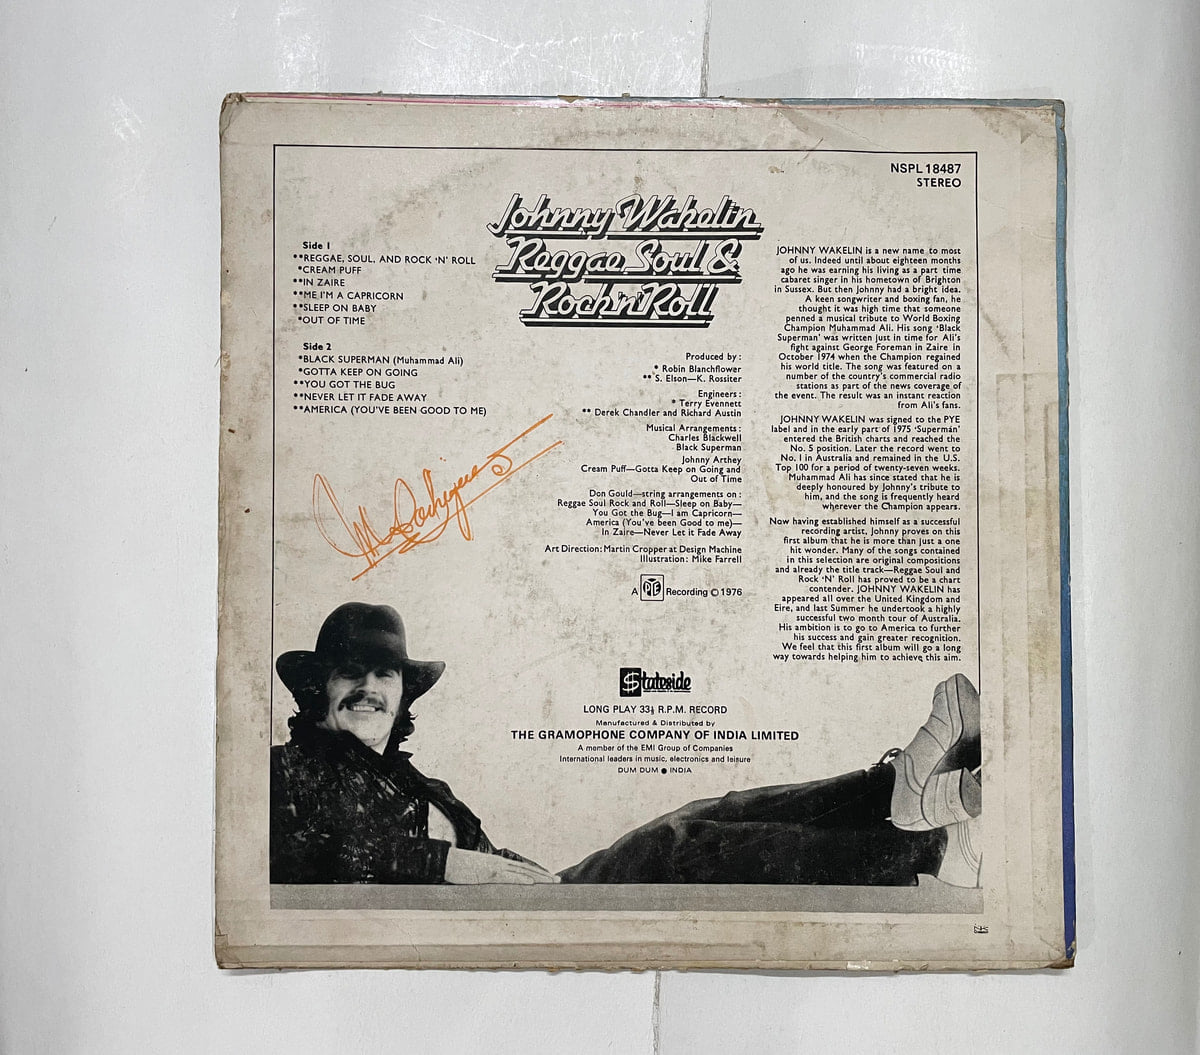 NSPL 18487
STEREO
Johnny Wakelin
Reggae Soul &
Rock 'n' Roll
Side 1
**REGGAE, SOUL, AND ROCK 'N' ROLL
*CREAM PUFF
**IN ZAIRE
**ME I'M A CAPRICORN
**SLEEP ON BABY
*OUT OF TIME
Side 2
*BLACK SUPERMAN (Muhammad Ali)
*GOTTA KEEP ON GOING
**YOU GOT THE BUG
**NEVER LET IT FADE AWAY
**AMERICA (YOU'VE BEEN GOOD TO ME)
Produced by :
* Robin Blanchflower
** S. Elson—K. Rossiter
Engineers :
* Terry Evennett
** Derek Chandler and Richard Austin
Musical Arrangements :
Charles Blackwell
Black Superman
Johnny Arthey
Cream Puff—Gotta Keep on Going and
Out of Time
Don Gould—string arrangements on :
Reggae Soul Rock and Roll—Sleep on Baby—
You Got the Bug—I am Capricorn—
America (You've been Good to me)—
In Zaire—Never Let it Fade Away
Art Direction: Martin Cropper at Design Machine
Illustration : Mike Farrell
A PYE Recording © 1976
JOHNNY WAKELIN is a new name to most
of us. Indeed until about eighteen months
ago he was earning his living as a part time
cabaret singer in his hometown of Brighton
in Sussex. But then Johnny had a bright idea.
A keen songwriter and boxing fan, he
thought it was high time that someone
penned a musical tribute to World Boxing
Champion Muhammad Ali. His song 'Black
Superman' was written just in time for Ali's
fight against George Foreman in Zaire in
October 1974 when the Champion regained
his world title. The song was featured on a
number of the country's commercial radio
stations as part of the news coverage of
the event. The result was an instant reaction
from Ali's fans.
JOHNNY WAKELIN was signed to the PYE
label and in the early part of 1975 'Superman'
entered the British charts and reached the
No. 5 position. Later the record went to
No. 1 in Australia and remained in the U.S.
Top 100 for a period of twenty-seven weeks.
Muhammad Ali has since stated that he is
deeply honoured by Johnny's tribute to
him, and the song is frequently heard
wherever the Champion appears.
Now having established himself as a successful
recording artist, Johnny proves on this
first album that he is more than just a one
hit wonder. Many of the songs contained
in this selection are original compositions
and already the title track—Reggae Soul and
Rock 'N' Roll has proved to be a chart
contender. JOHNNY WAKELIN has
appeared all over the United Kingdom and
Eire, and last Summer he undertook a highly
successful two month tour of Australia.
His ambition is to go to America to further
his success and gain greater recognition.
We feel that this first album will go a long
way towards helping him to achieve this aim.
Stateside
LONG PLAY 33⅓ R.P.M. RECORD
Manufactured & Distributed by
THE GRAMOPHONE COMPANY OF INDIA LIMITED
A member of the EMI Group of Companies
International leaders in music, electronics and leisure
DUM DUM ● INDIA